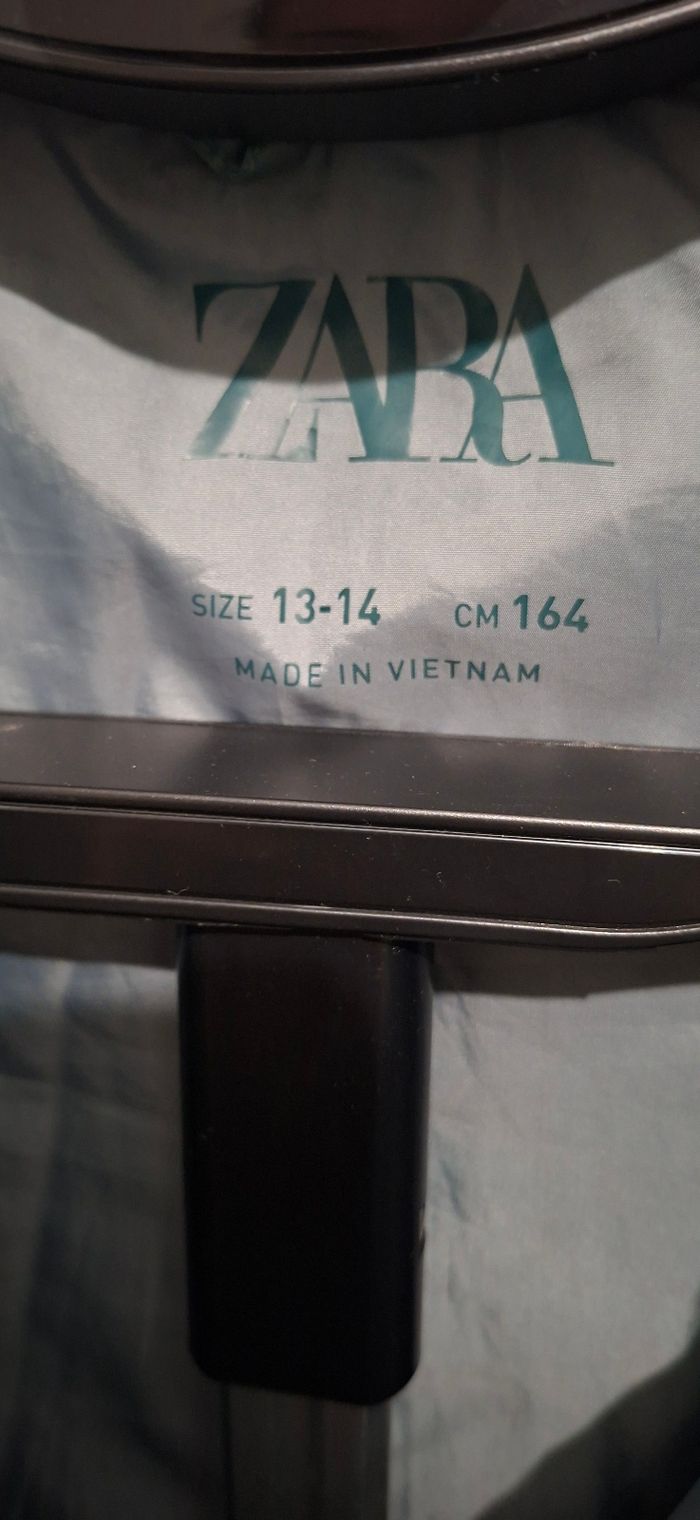 ZARA
SIZE 13-14 CM 164
MADE IN VIETNAM